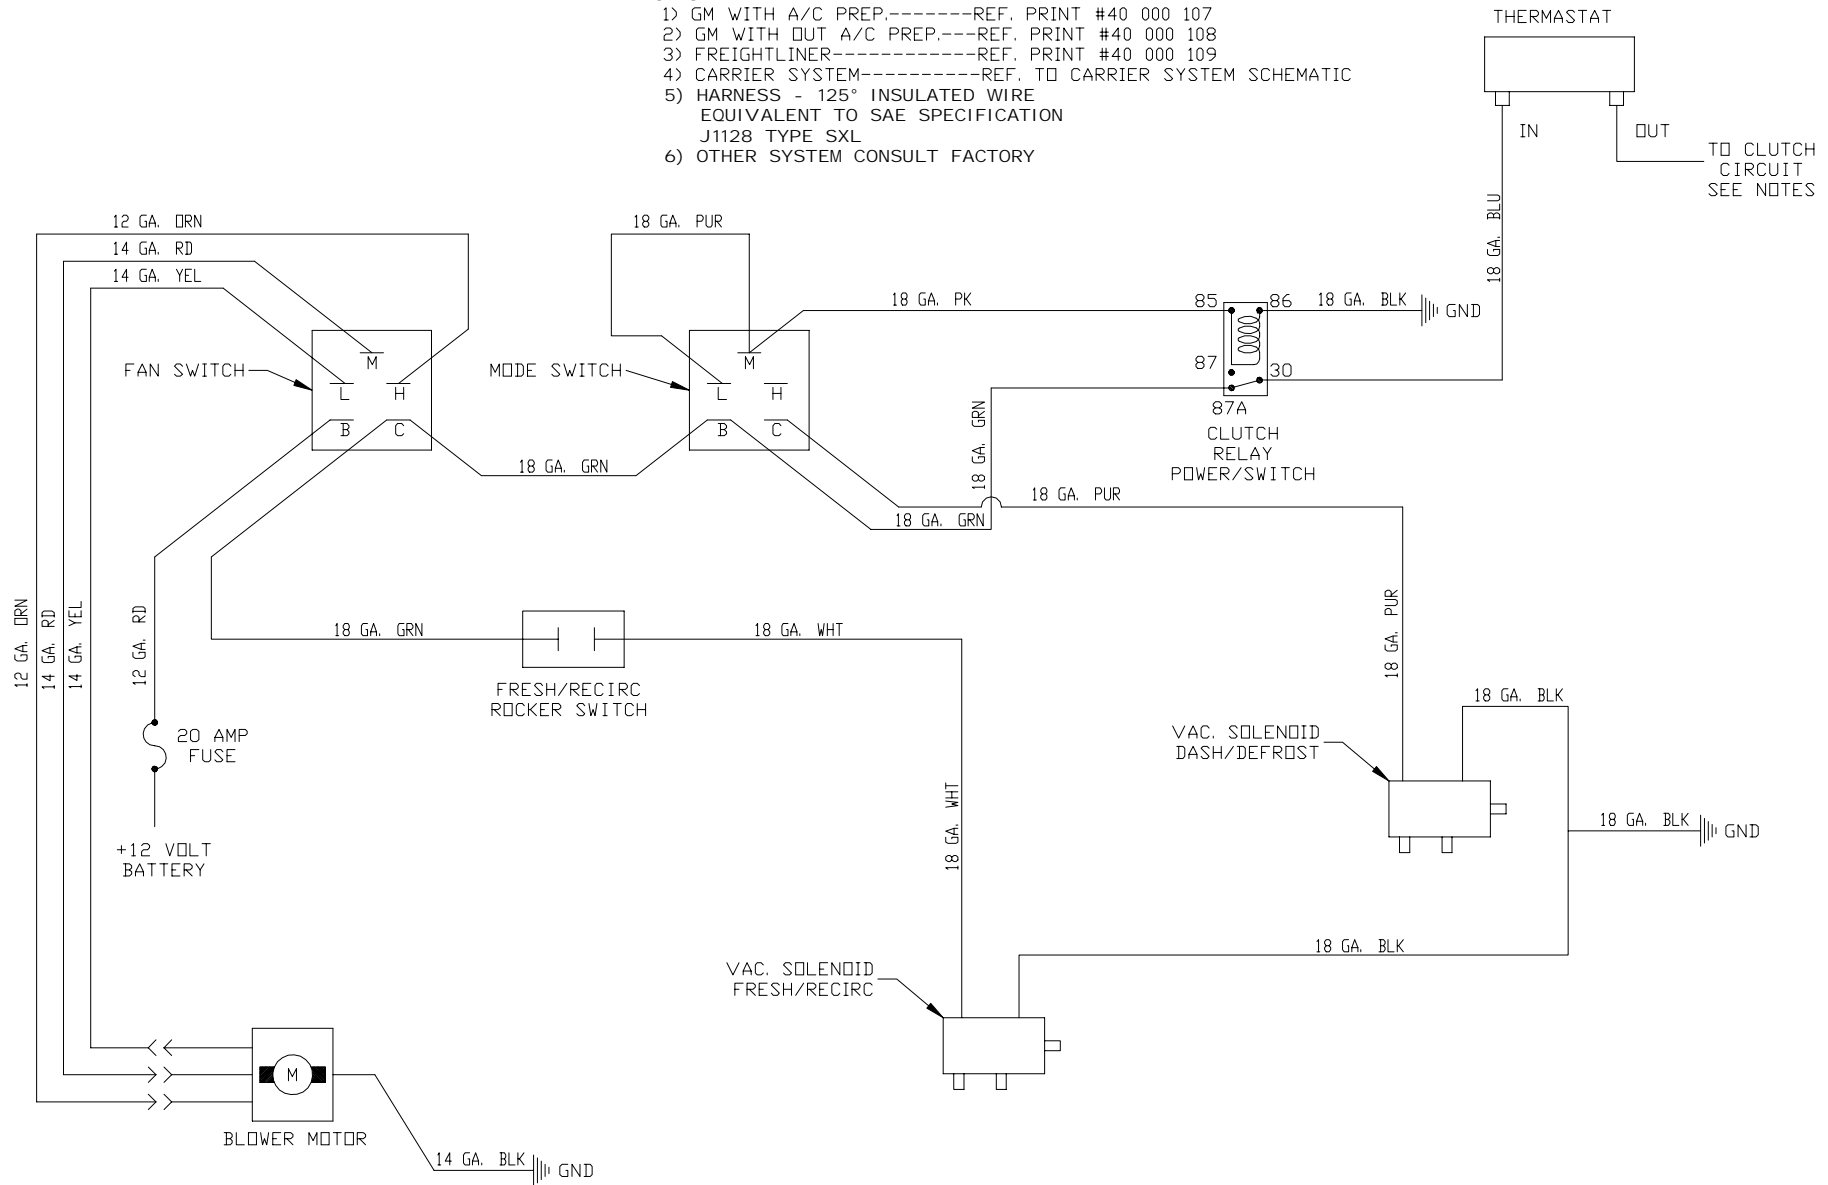 1) GM WITH A/C PREP.-------REF. PRINT #40 000 107
2) GM WITH OUT A/C PREP.---REF. PRINT #40 000 108
3) FREIGHTLINER------------REF. PRINT #40 000 109
4) CARRIER SYSTEM----------REF. TO CARRIER SYSTEM SCHEMATIC
5) HARNESS - 125° INSULATED WIRE
EQUIVALENT TO SAE SPECIFICATION
J1128 TYPE SXL
6) OTHER SYSTEM CONSULT FACTORY
THERMASTAT
IN
OUT
TO CLUTCH
CIRCUIT
SEE NOTES
18 GA. BLU
12 GA. ORN
14 GA. RD
14 GA. YEL
18 GA. PUR
18 GA. PK
85
86
18 GA. BLK
GND
87
30
87A
CLUTCH
RELAY
POWER/SWITCH
FAN SWITCH
M
L
H
B
C
MODE SWITCH
M
L
H
B
C
18 GA. GRN
18 GA. GRN
18 GA. GRN
18 GA. PUR
12 GA. ORN
14 GA. RD
14 GA. YEL
12 GA. RD
18 GA. GRN
18 GA. WHT
FRESH/RECIRC
ROCKER SWITCH
18 GA. PUR
20 AMP
FUSE
+12 VOLT
BATTERY
18 GA. WHT
VAC. SOLENOID
DASH/DEFROST
18 GA. BLK
18 GA. BLK
GND
18 GA. BLK
VAC. SOLENOID
FRESH/RECIRC
M
BLOWER MOTOR
14 GA. BLK
GND